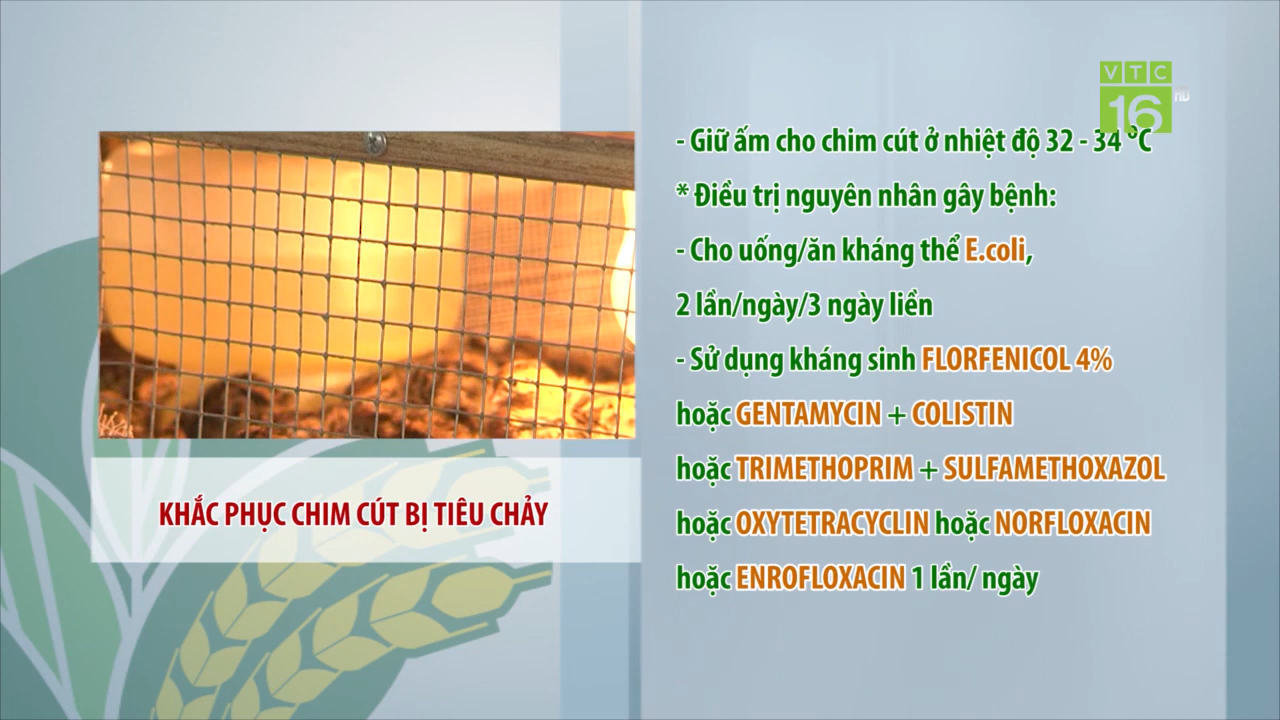 VTC
16
HD
- Giữ ấm cho chim cút ở nhiệt độ 32 - 34 ºC
* Điều trị nguyên nhân gây bệnh:
- Cho uống/ăn kháng thể E.coli,
2 lần/ngày/3 ngày liền
- Sử dụng kháng sinh FLORFENICOL 4%
hoặc GENTAMYCIN + COLISTIN
hoặc TRIMETHOPRIM + SULFAMETHOXAZOL
hoặc OXYTETRACYCLIN hoặc NORFLOXACIN
hoặc ENROFLOXACIN 1 lần/ ngày
KHẮC PHỤC CHIM CÚT BỊ TIÊU CHẢY